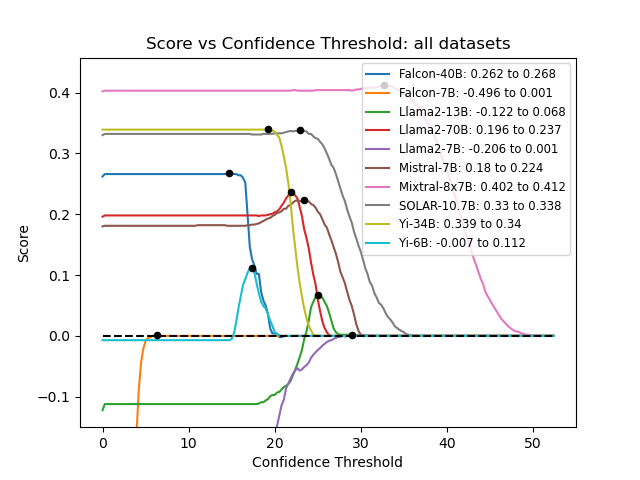 Score vs Confidence Threshold: all datasets
Falcon-40B: 0.262 to 0.268
Falcon-7B: -0.496 to 0.001
Llama2-13B: -0.122 to 0.068
Llama2-70B: 0.196 to 0.237
Llama2-7B: -0.206 to 0.001
Mistral-7B: 0.18 to 0.224
Mixtral-8x7B: 0.402 to 0.412
SOLAR-10.7B: 0.33 to 0.338
Yi-34B: 0.339 to 0.34
Yi-6B: -0.007 to 0.112
Score
0.4
0.3
0.2
0.1
0.0
−0.1
0 10 20 30 40 50
Confidence Threshold